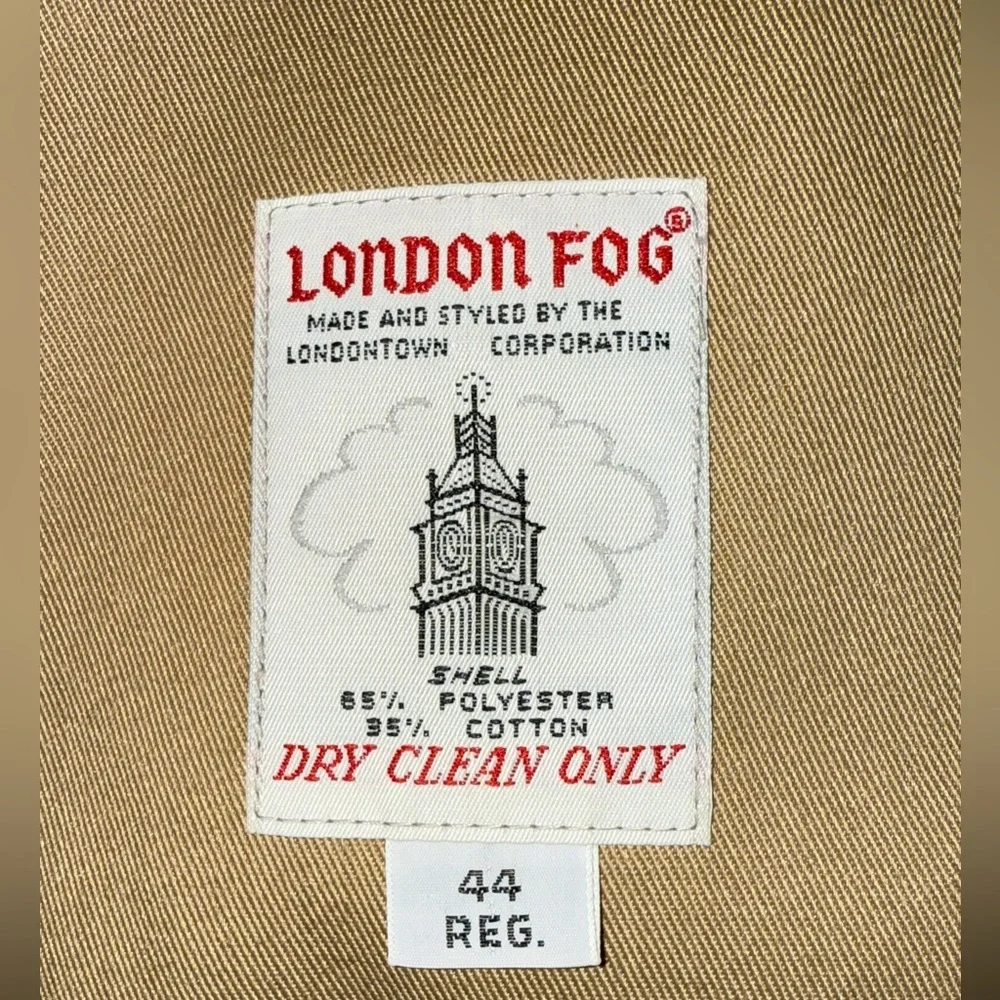 LONDON FOG®
MADE AND STYLED BY THE
LONDONTOWN CORPORATION
SHELL
65% POLYESTER
35% COTTON
DRY CLEAN ONLY
44
REG.